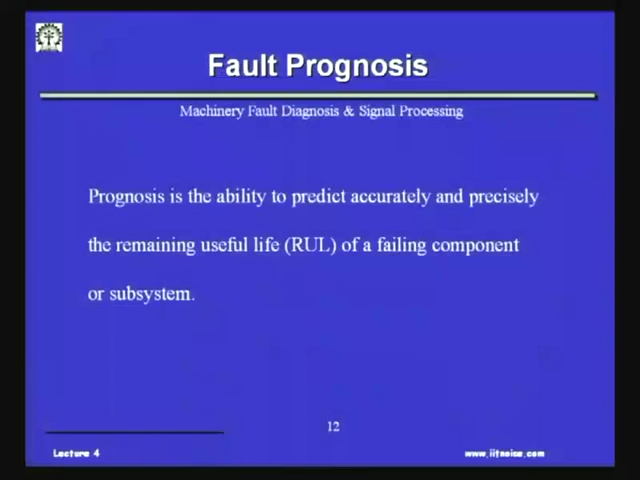 Fault Prognosis
Machinery Fault Diagnosis & Signal Processing
Prognosis is the ability to predict accurately and precisely
the remaining useful life (RUL) of a failing component
or subsystem.
12
Lecture 4
www.iitnoise.com